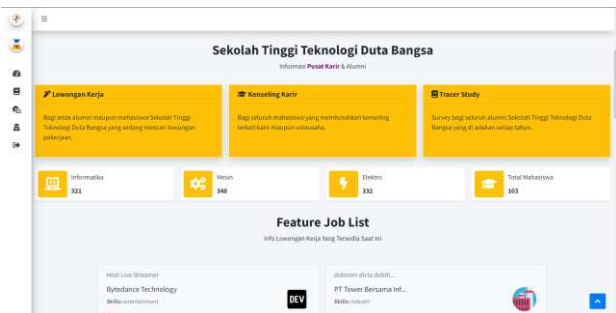 Sekolah Tinggi Teknologi Duta Bangsa
Informasi Pusat Karir & Alumni
Lowongan Kerja
Bagi anda alumni maupun mahasiswa Sekolah Tinggi
Teknologi Duta Bangsa yang sedang mencari lowongan
pekerjaan.
Konseling Karir
Bagi seluruh mahasiswa yang membutuhkan konseling
terkait karir maupun wirausaha.
Tracer Study
Survey bagi seluruh alumni Sekolah Tinggi Teknologi Duta
Bangsa yang di adakan setiap tahun.
Informatika
321
Mesin
348
Elektro
332
Total Mahasiswa
103
Feature Job List
Info Lowongan Kerja Yang Tersedia Saat Ini
Host Live Streamer
Bytedance Technology
Skills: entertainment
DEV
dolorem dicta debiti...
PT Tower Bersama Inf...
Skills: industri